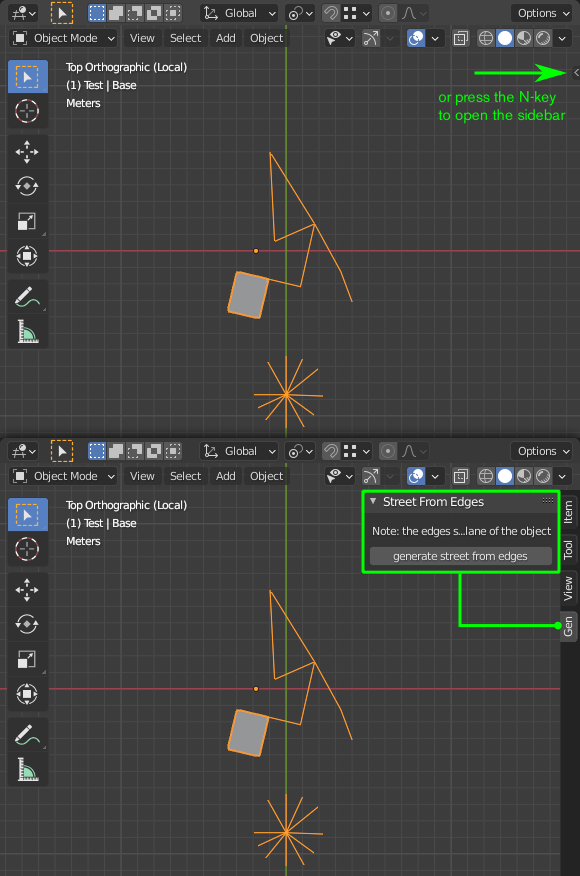 Global
Options
Object Mode
View
Select
Add
Object
Top Orthographic (Local)
(1) Test | Base
Meters
or press the N-key
to open the sidebar
Global
Options
Object Mode
View
Select
Add
Object
Top Orthographic (Local)
(1) Test | Base
Meters
Street From Edges
Note: the edges s...lane of the object
generate street from edges
Item
Tool
View
Gen